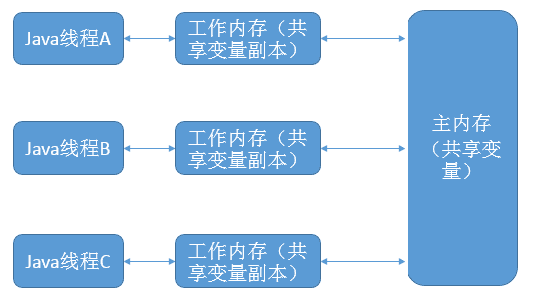 Java线程A
工作内存（共
享变量副本）
Java线程B
工作内存（共
享变量副本）
主内存
（共享变
量）
Java线程C
工作内存（共
享变量副本）